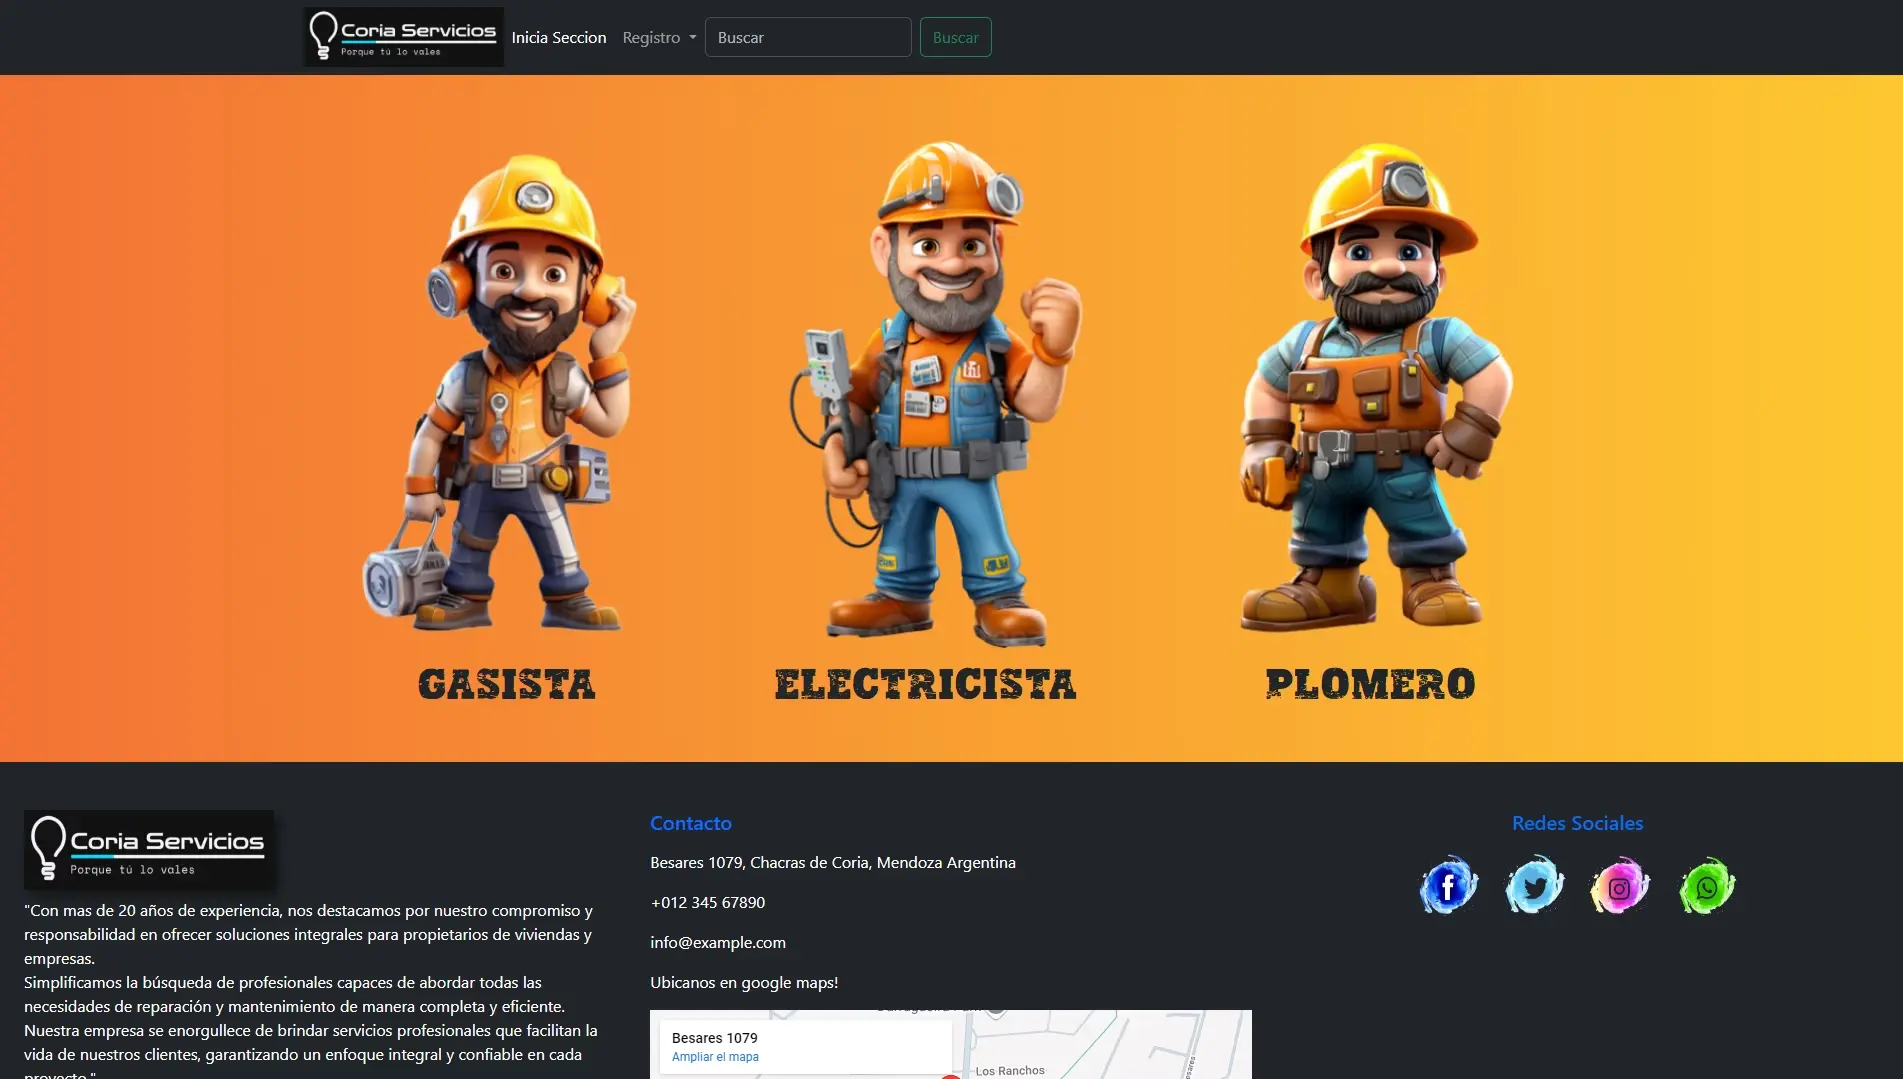 Coria Servicios
Porque tú lo vales
Inicia Seccion
Registro
Buscar
Buscar
GASISTA
ELECTRICISTA
PLOMERO
Coria Servicios
Porque tú lo vales
"Con mas de 20 años de experiencia, nos destacamos por nuestro compromiso y
responsabilidad en ofrecer soluciones integrales para propietarios de viviendas y
empresas.
Simplificamos la búsqueda de profesionales capaces de abordar todas las
necesidades de reparación y mantenimiento de manera completa y eficiente.
Nuestra empresa se enorgullece de brindar servicios profesionales que facilitan la
vida de nuestros clientes, garantizando un enfoque integral y confiable en cada
proyecto."
Contacto
Besares 1079, Chacras de Coria, Mendoza Argentina
+012 345 67890
info@example.com
Ubicanos en google maps!
Besares 1079
Ampliar el mapa
Los Ranchos
Redes Sociales